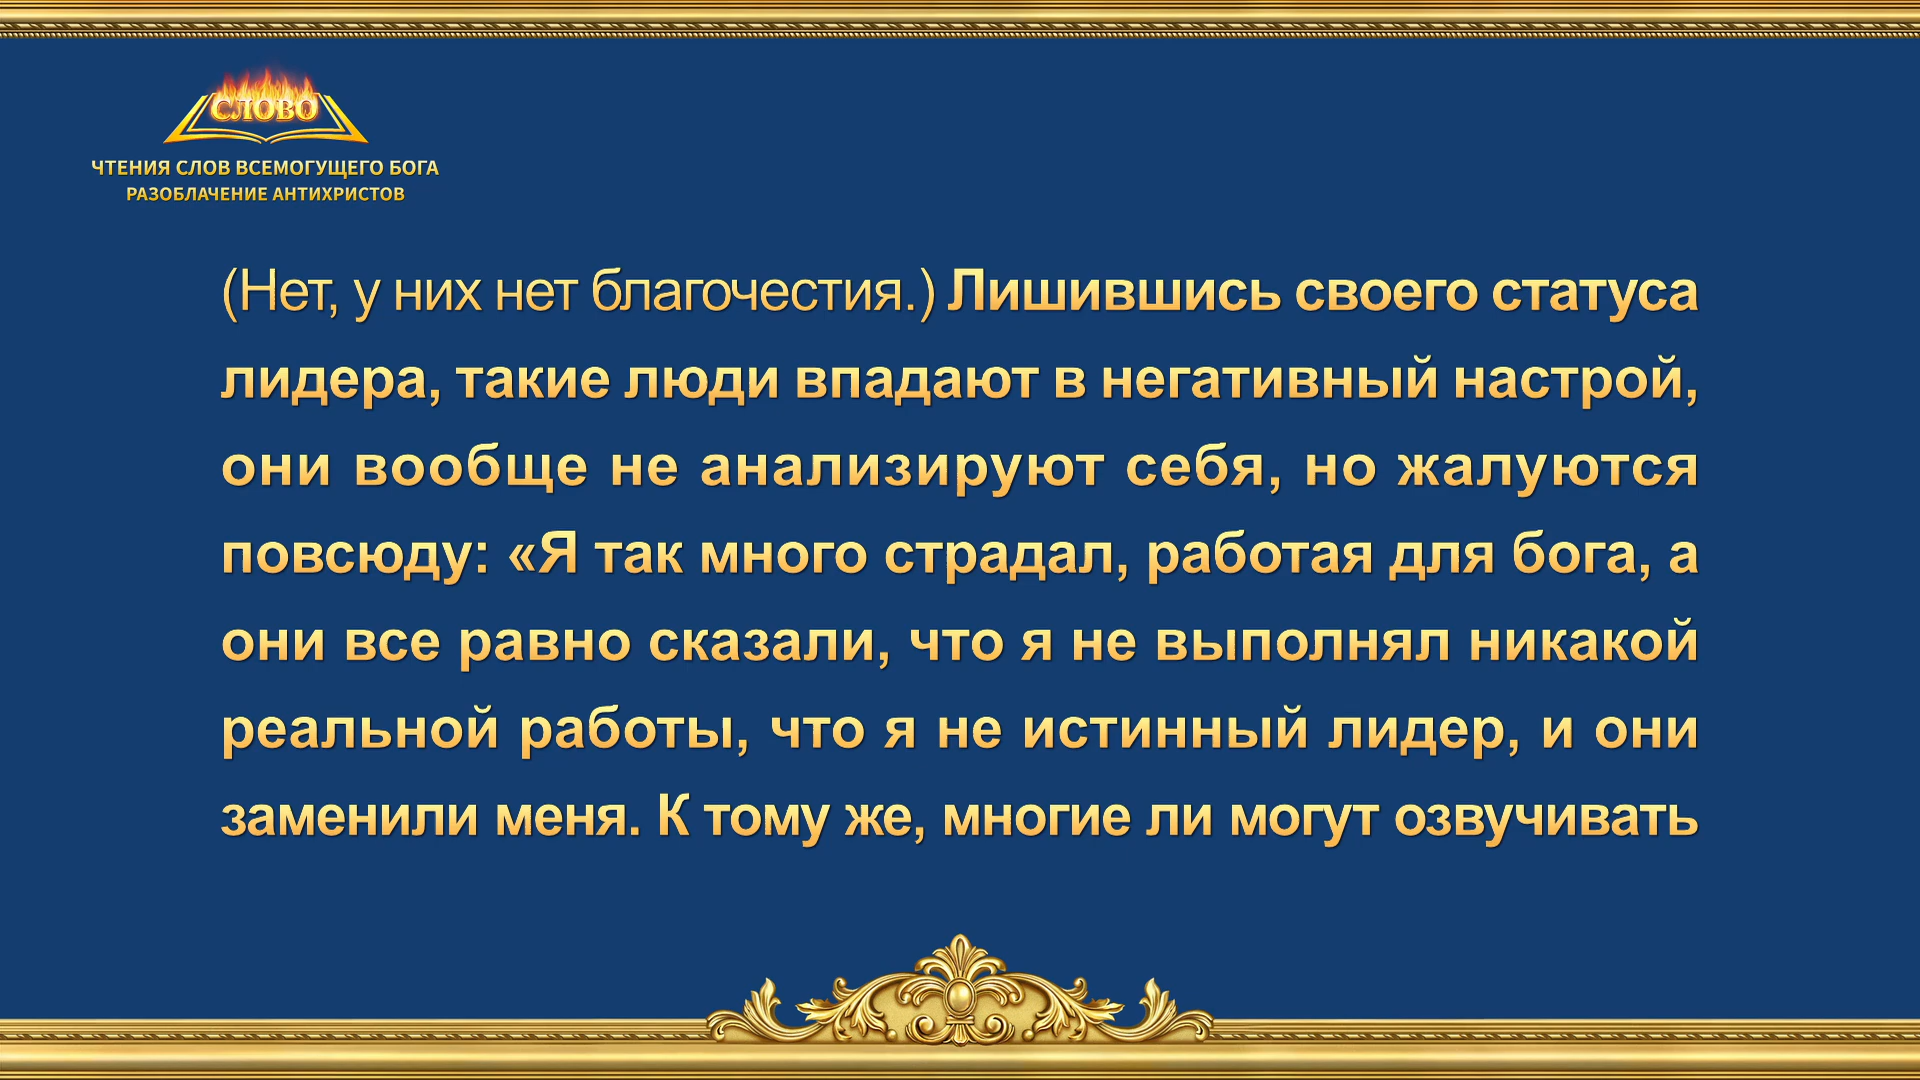 СЛОВО
ЧТЕНИЯ СЛОВ ВСЕМОГУЩЕГО БОГА
РАЗОБЛАЧЕНИЕ АНТИХРИСТОВ
(Нет, у них нет благочестия.) Лишившись своего статуса
лидера, такие люди впадают в негативный настрой,
они вообще не анализируют себя, но жалуются
повсюду: «Я так много страдал, работая для бога, а
они все равно сказали, что я не выполнял никакой
реальной работы, что я не истинный лидер, и они
заменили меня. К тому же, многие ли могут озвучивать